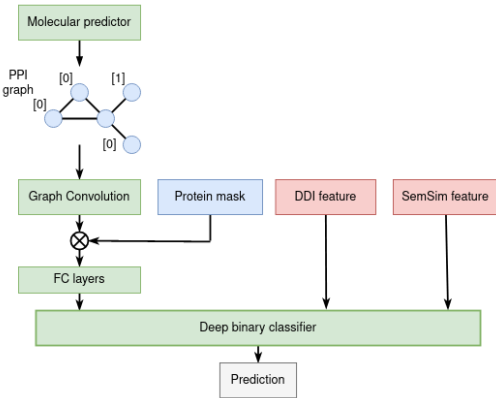 Molecular predictor
PPI
graph
[0]
[1]
[0]
[0]
Graph Convolution
Protein mask
DDI feature
SemSim feature
FC layers
Deep binary classifier
Prediction